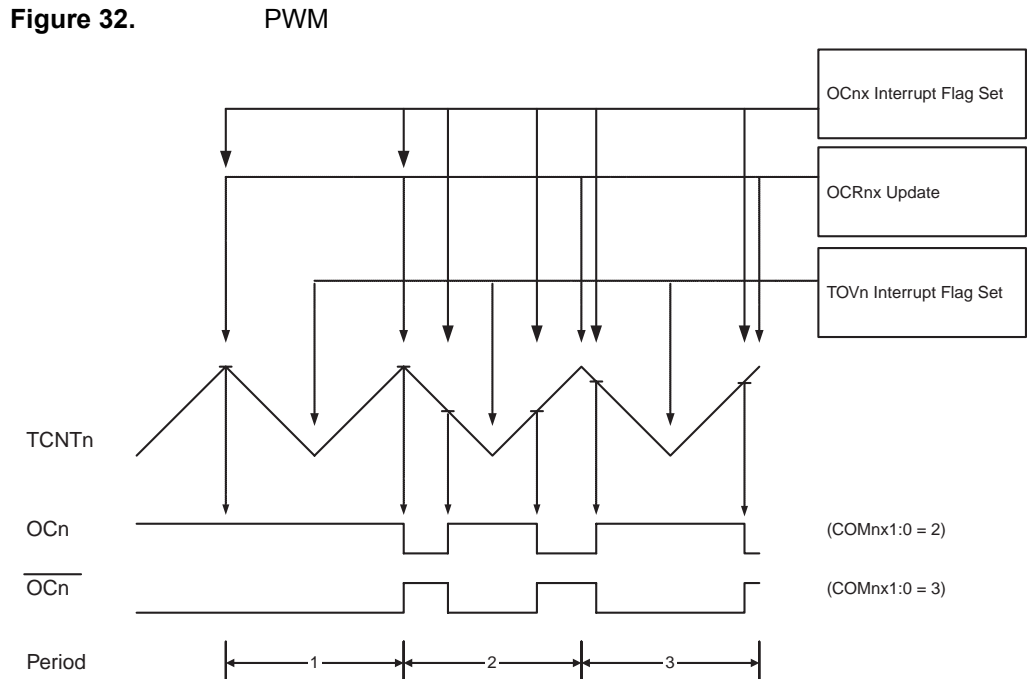 Figure 32. PWM
OCnx Interrupt Flag Set
OCRnx Update
TOVn Interrupt Flag Set
TCNTn
OCn
(COMnx1:0 = 2)
OCn
(COMnx1:0 = 3)
Period
1
2
3